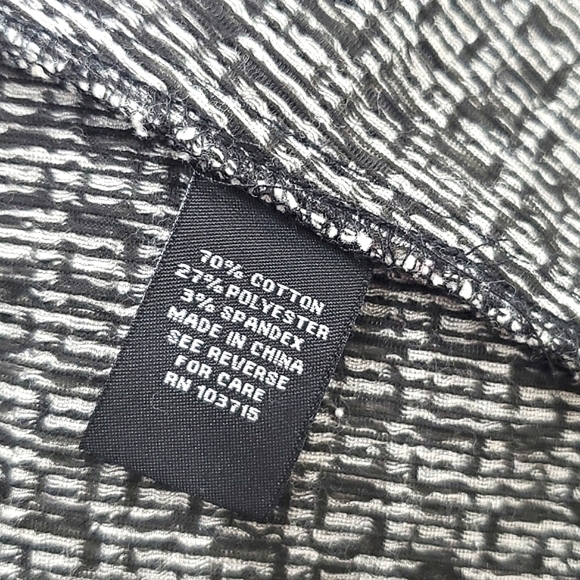 70% COTTON
27% POLYESTER
3% SPANDEX
MADE IN CHINA
SEE REVERSE
FOR CARE
RN 103715